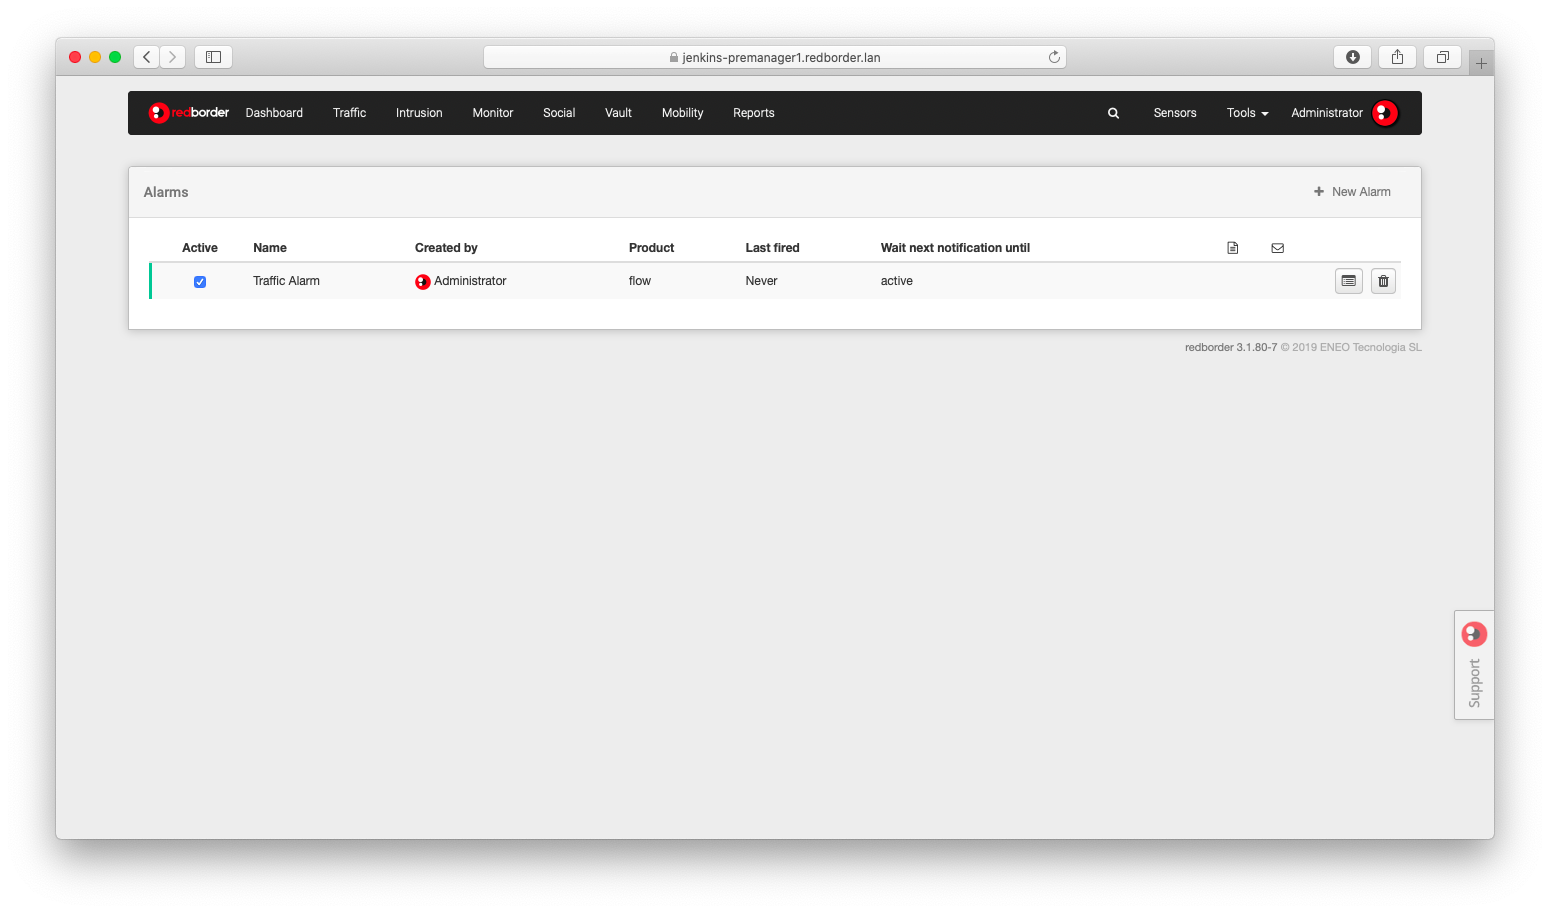 jenkins-premanager1.redborder.lan
redborder Dashboard Traffic Intrusion Monitor Social Vault Mobility Reports Sensors Tools Administrator
Alarms + New Alarm
Active Name Created by Product Last fired Wait next notification until
Traffic Alarm Administrator flow Never active
redborder 3.1.80-7 © 2019 ENEO Tecnologia SL
Support